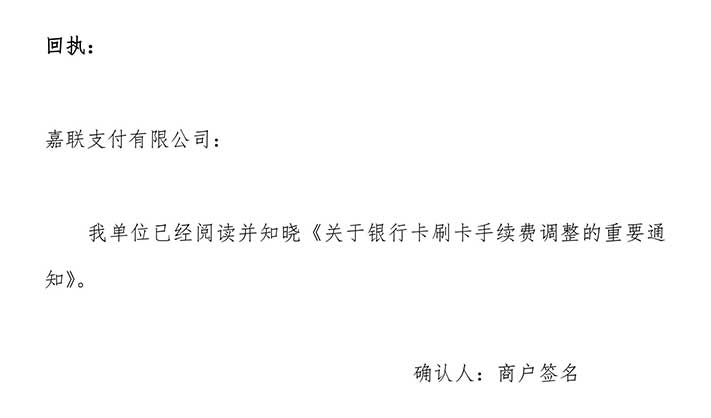 回执：
嘉联支付有限公司：
我单位已经阅读并知晓《关于银行卡刷卡手续费调整的重要通
知》。
确认人：商户签名